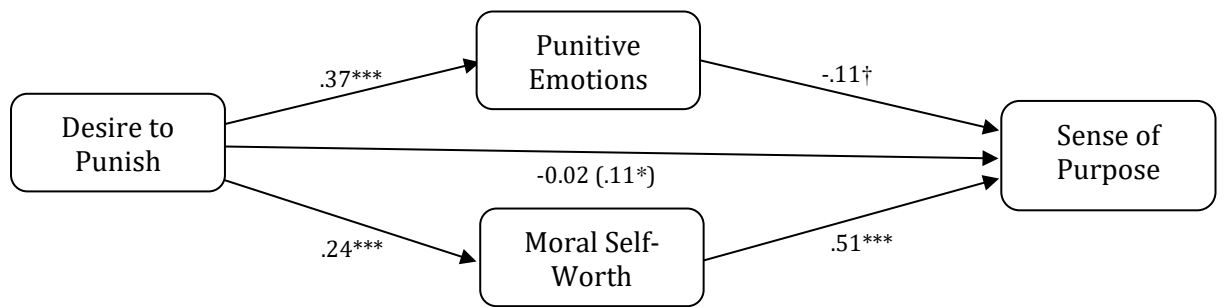 Punitive
Emotions
.37***
-.11†
Desire to
Punish
Sense of
Purpose
-0.02 (.11*)
.24***
Moral Self-
Worth
.51***